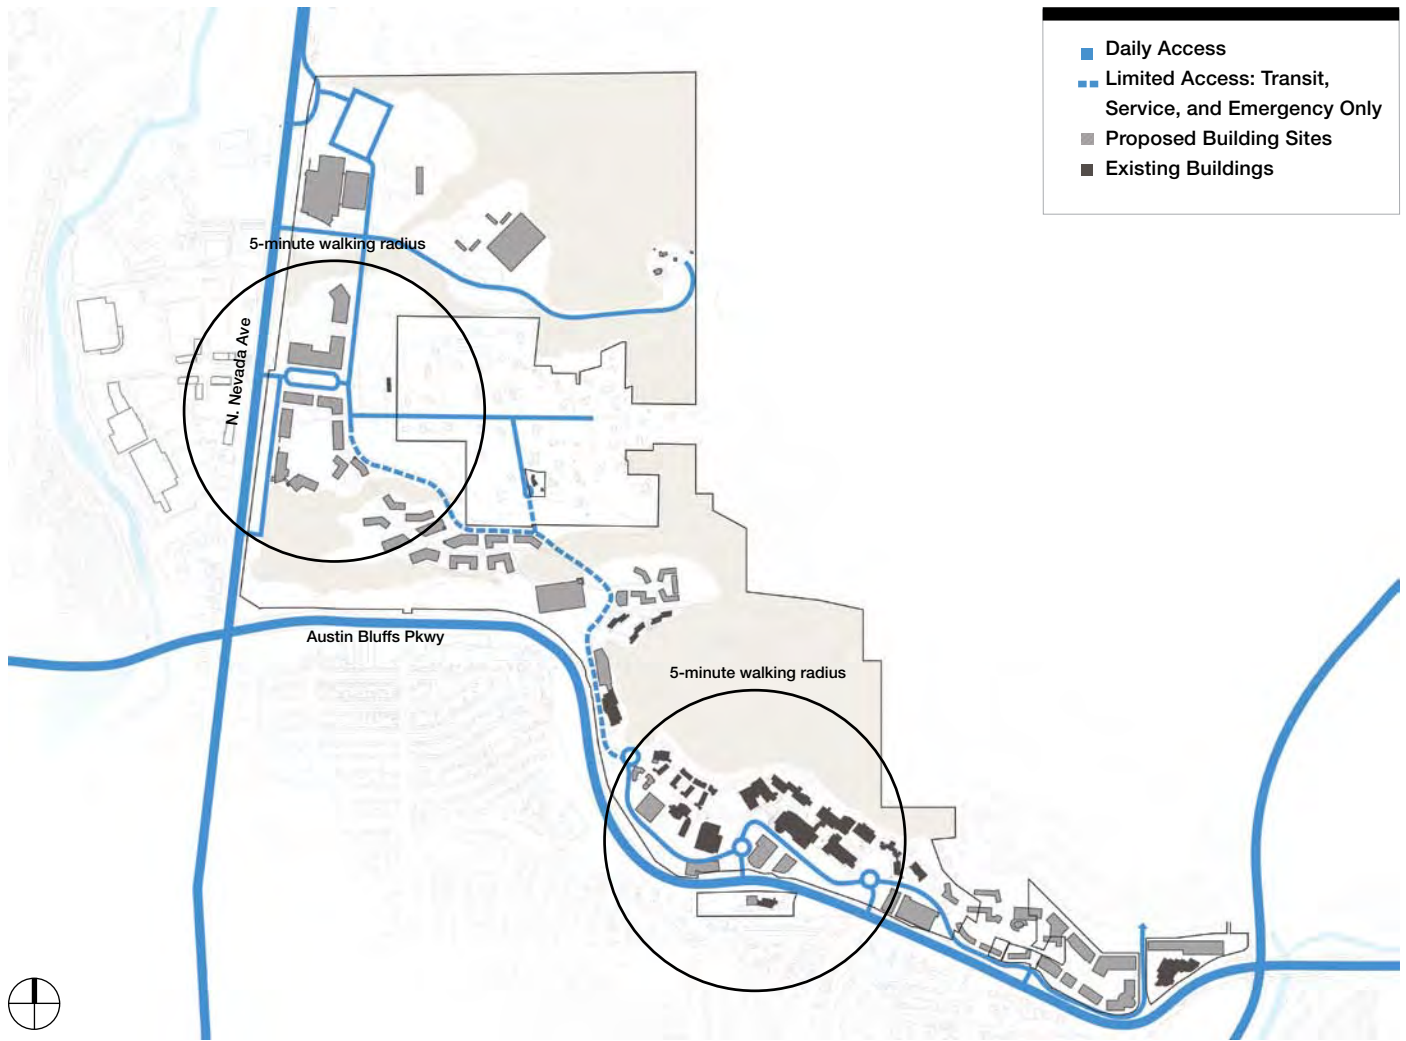 Daily Access
Limited Access: Transit,
Service, and Emergency Only
Proposed Building Sites
Existing Buildings
5-minute walking radius
N. Nevada Ave
Austin Bluffs Pkwy
5-minute walking radius